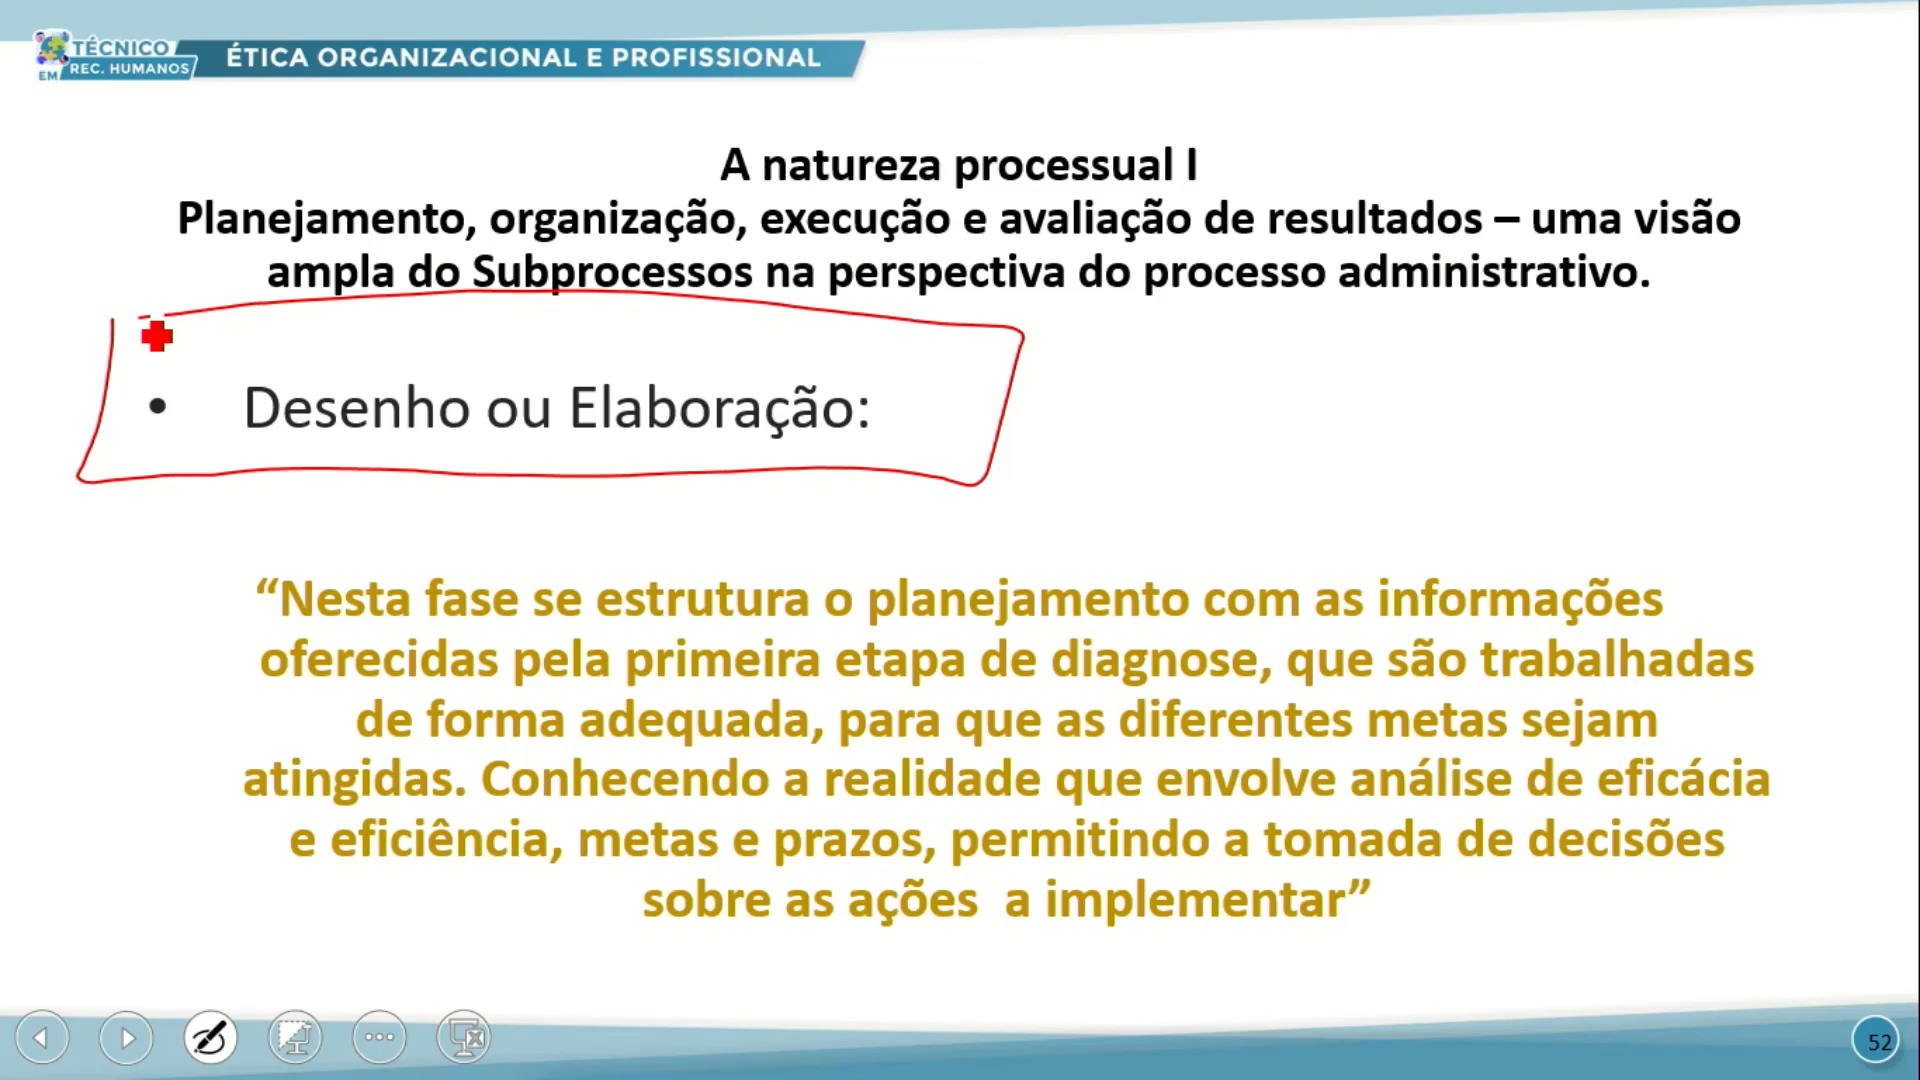 TÉCNICO
EM REC. HUMANOS
ÉTICA ORGANIZACIONAL E PROFISSIONAL
A natureza processual I
Planejamento, organização, execução e avaliação de resultados – uma visão
ampla do Subprocessos na perspectiva do processo administrativo.
• Desenho ou Elaboração:
“Nesta fase se estrutura o planejamento com as informações
oferecidas pela primeira etapa de diagnose, que são trabalhadas
de forma adequada, para que as diferentes metas sejam
atingidas. Conhecendo a realidade que envolve análise de eficácia
e eficiência, metas e prazos, permitindo a tomada de decisões
sobre as ações  a implementar”
52